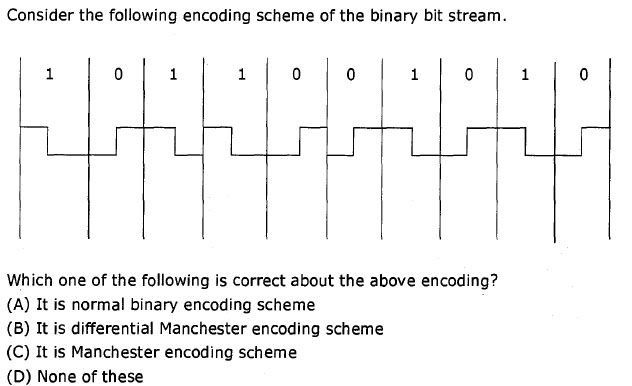 Consider the following encoding scheme of the binary bit stream.
1 0 1 1 0 0 1 0 1 0
Which one of the following is correct about the above encoding?
(A) It is normal binary encoding scheme
(B) It is differential Manchester encoding scheme
(C) It is Manchester encoding scheme
(D) None of these